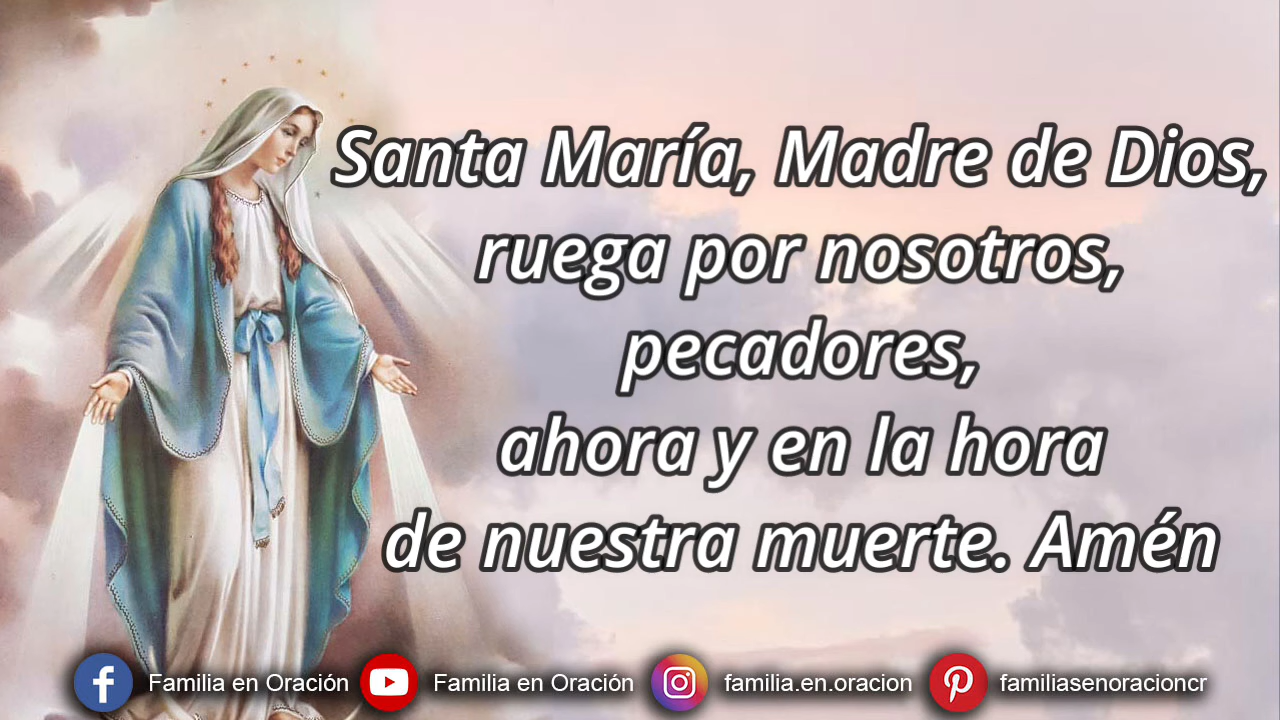 Santa María, Madre de Dios,
ruega por nosotros,
pecadores,
ahora y en la hora
de nuestra muerte. Amén
Familia en Oración Familia en Oración familia.en.oracion familiasenoracioncr